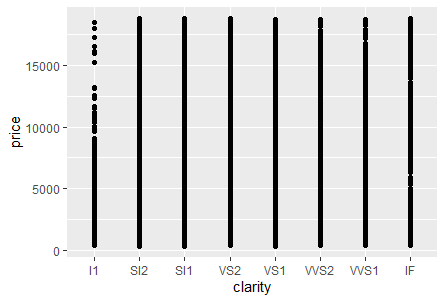 15000
10000
5000
0
price
I1 SI2 SI1 VS2 VS1 VVS2 VVS1 IF
clarity